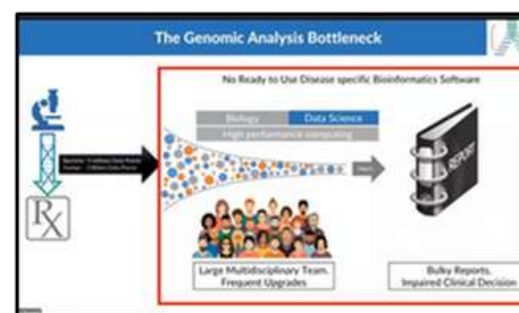 The Genomic Analysis Bottleneck
No Ready to Use Disease specific Bioinformatics Software
Biology
Data Science
High performance computing
RX
REPORT
Large Multidisciplinary Team,
Frequent Upgrades
Bulky Reports,
Impaired Clinical Decision